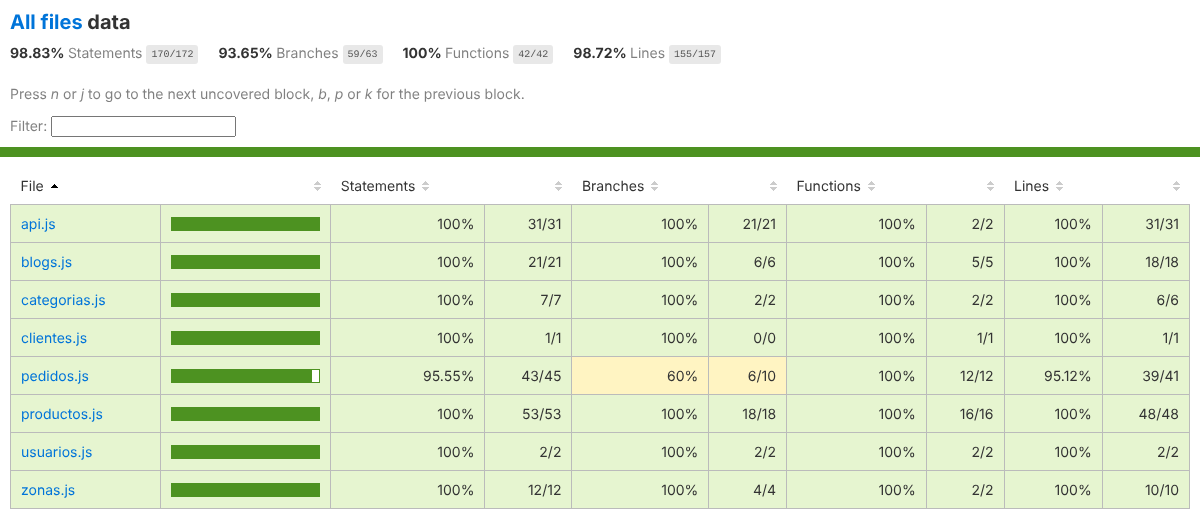 All files data
98.83% Statements 170/172 93.65% Branches 59/63 100% Functions 42/42 98.72% Lines 155/157
Press n or j to go to the next uncovered block, b, p or k for the previous block.
Filter:
File Statements Branches Functions Lines
api.js 100% 31/31 100% 21/21 100% 2/2 100% 31/31
blogs.js 100% 21/21 100% 6/6 100% 5/5 100% 18/18
categorias.js 100% 7/7 100% 2/2 100% 2/2 100% 6/6
clientes.js 100% 1/1 100% 0/0 100% 1/1 100% 1/1
pedidos.js 95.55% 43/45 60% 6/10 100% 12/12 95.12% 39/41
productos.js 100% 53/53 100% 18/18 100% 16/16 100% 48/48
usuarios.js 100% 2/2 100% 2/2 100% 2/2 100% 2/2
zonas.js 100% 12/12 100% 4/4 100% 2/2 100% 10/10